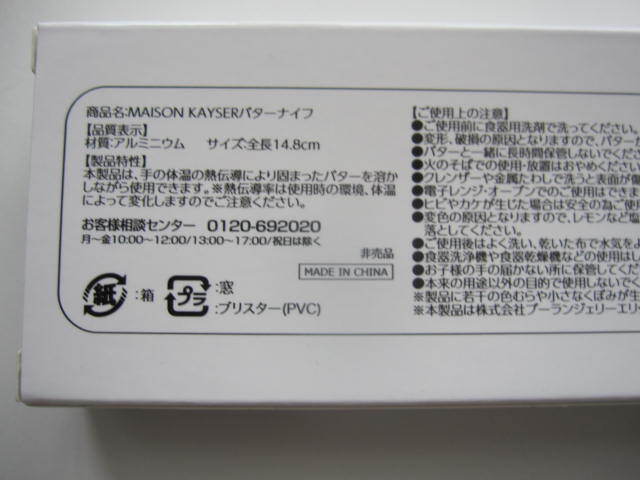 商品名:MAISON KAYSERバターナイフ
【品質表示】
材質:アルミニウム サイズ:全長14.8cm
【製品特性】
本製品は、手の体温の熱伝導により固まったバターを溶か
しながら使用できます。※熱伝導率は使用時の環境、体温
によって変化しますのでご注意ください。
お客様相談センター 0120-692020
月～金10:00～12:00/13:00～17:00/祝日は除く
非売品
MADE IN CHINA
紙 :箱
プラ :窓
:ブリスター(PVC)
【ご使用上の注意】
●ご使用前に食器用洗剤で洗ってください。
●変形、破損の原因となりますので、バターが
●バターと一緒に長時間保管しないでください
●火のそばでの使用・放置はおやめください
●クレンザーや金属たわしで洗うと表面が傷
●電子レンジ・オーブンでのご使用はできま
●ヒビやカケが生じた場合は安全の為ご使
●変色の原因となりますので、レモンなど塩
落としてください。
●ご使用後はよく洗い、乾いた布で水気をよ
●食器洗浄機や食器乾燥機などの使用はし
●お子様の手の届かない所に保管してくだ
●本来の用途以外の目的で使用しないでく
※製品に若干の色むらや小さなくぼみが生
※本製品は株式会社ブーランジェリーエリッ